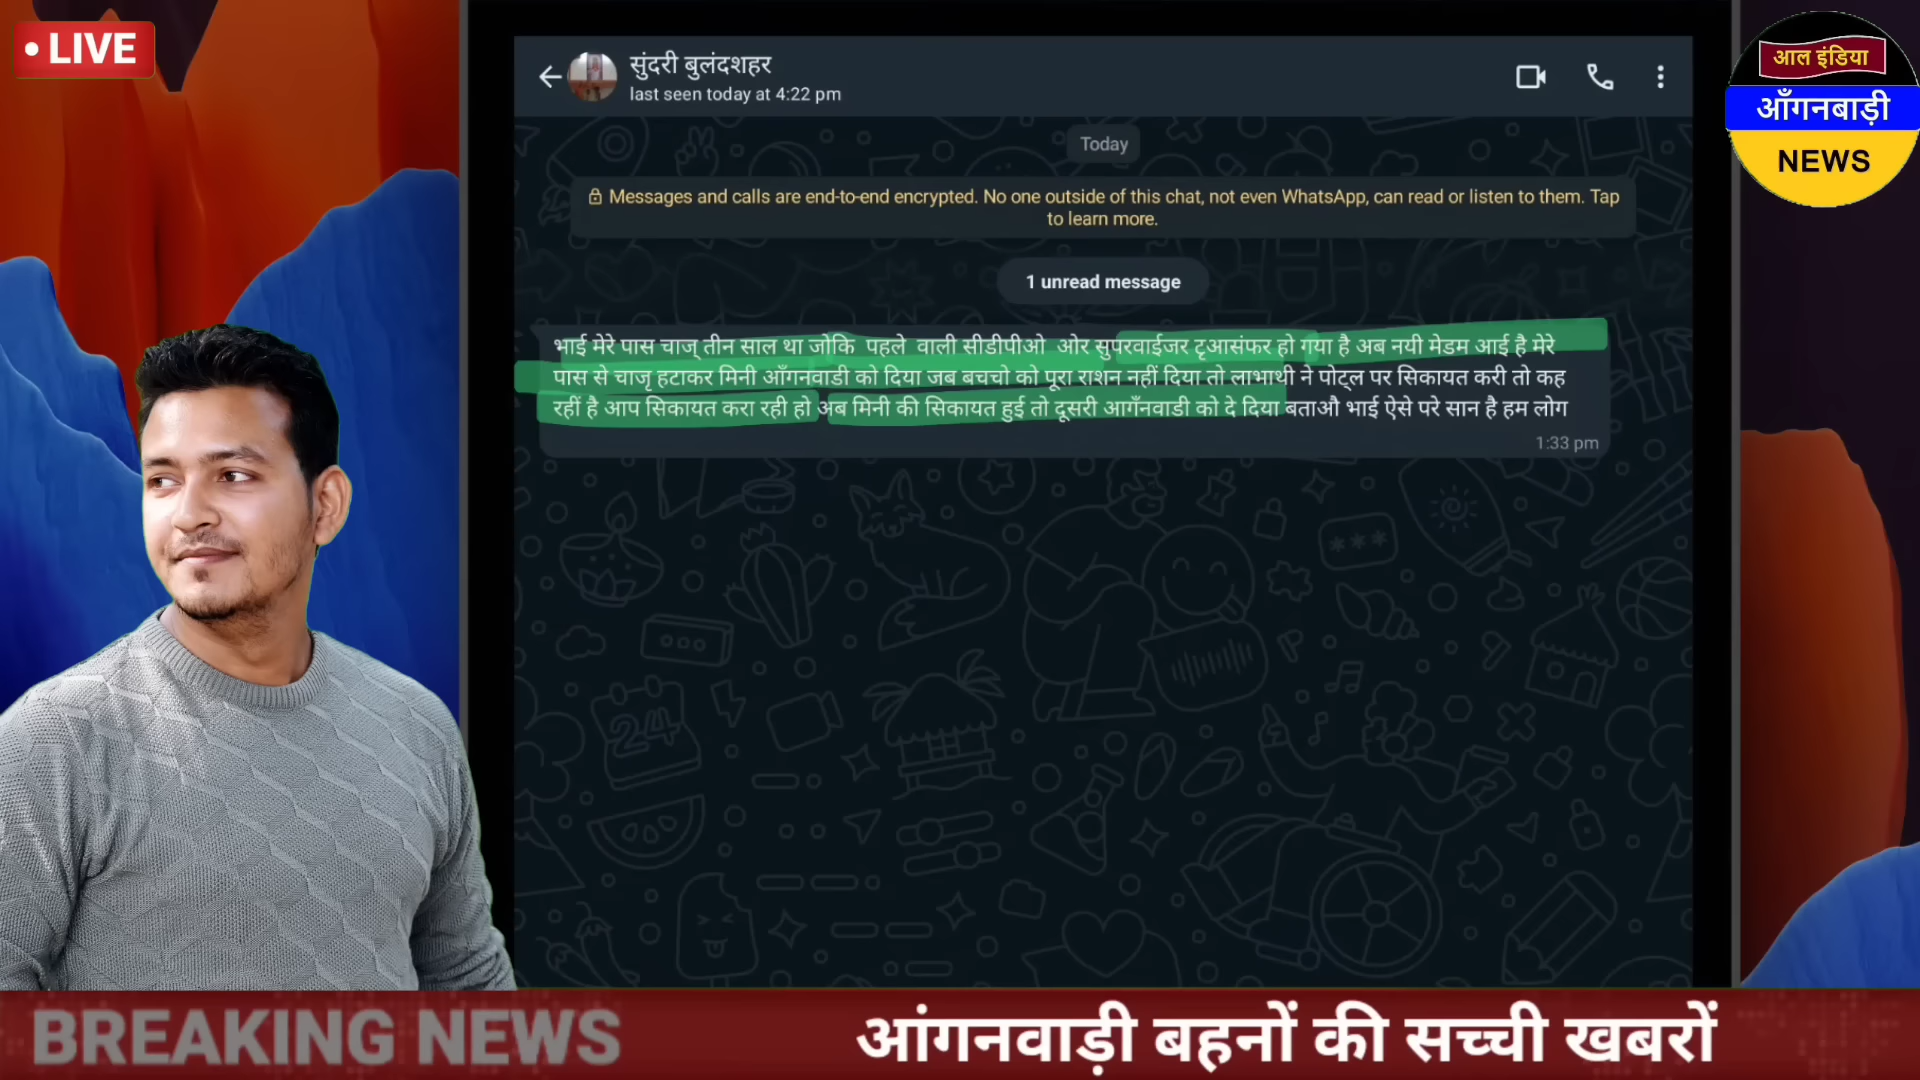 • LIVE
सुंदरी बुलंदशहर
last seen today at 4:22 pm
आल इंडिया
आँगनबाड़ी
NEWS
Today
Messages and calls are end-to-end encrypted. No one outside of this chat, not even WhatsApp, can read or listen to them. Tap
to learn more.
1 unread message
भाई मेरे पास चाज् तीन साल था जोकि पहले वाली सीडीपीओ ओर सुपरवाईजर टृआसंफर हो गया है अब नयी मेडम आई है मेरे
पास से चाजृ हटाकर मिनी आँगनवाडी को दिया जब बचचो को पूरा राशन नहीं दिया तो लाभाथी ने पोट्ल पर सिकायत करी तो कह
रहीं है आप सिकायत करा रही हो अब मिनी की सिकायत हुई तो दूसरी आगँनवाडी को दे दिया बताऔ भाई ऐसे परे सान है हम लोग
1:33 pm
24
BREAKING NEWS
आंगनवाड़ी बहनों की सच्ची खबरों